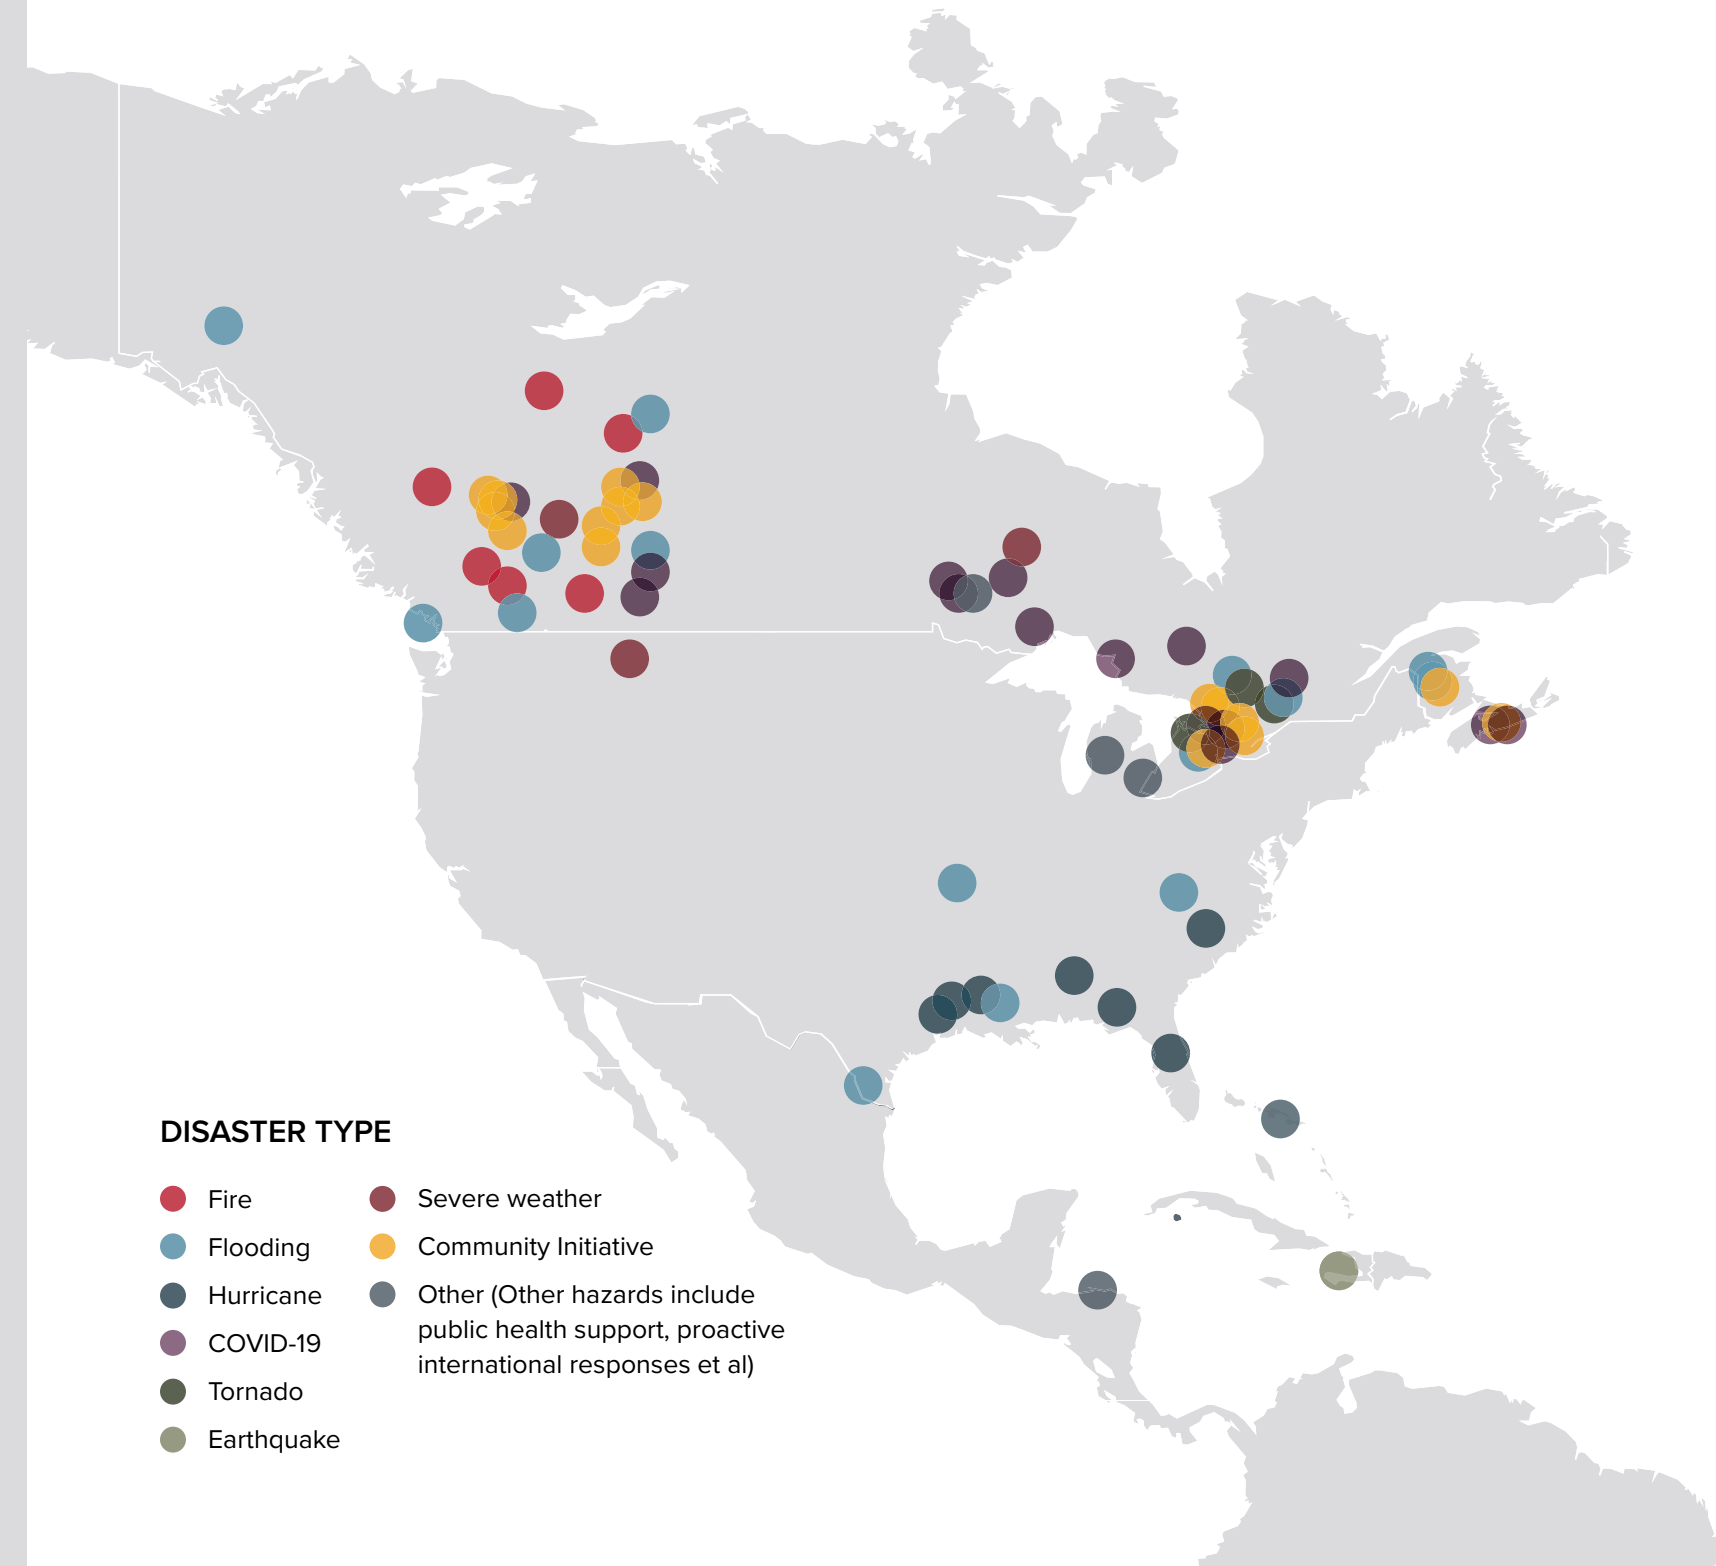 DISASTER TYPE
Fire
Flooding
Hurricane
COVID-19
Tornado
Earthquake
Severe weather
Community Initiative
Other (Other hazards include
public health support, proactive
international responses et al)